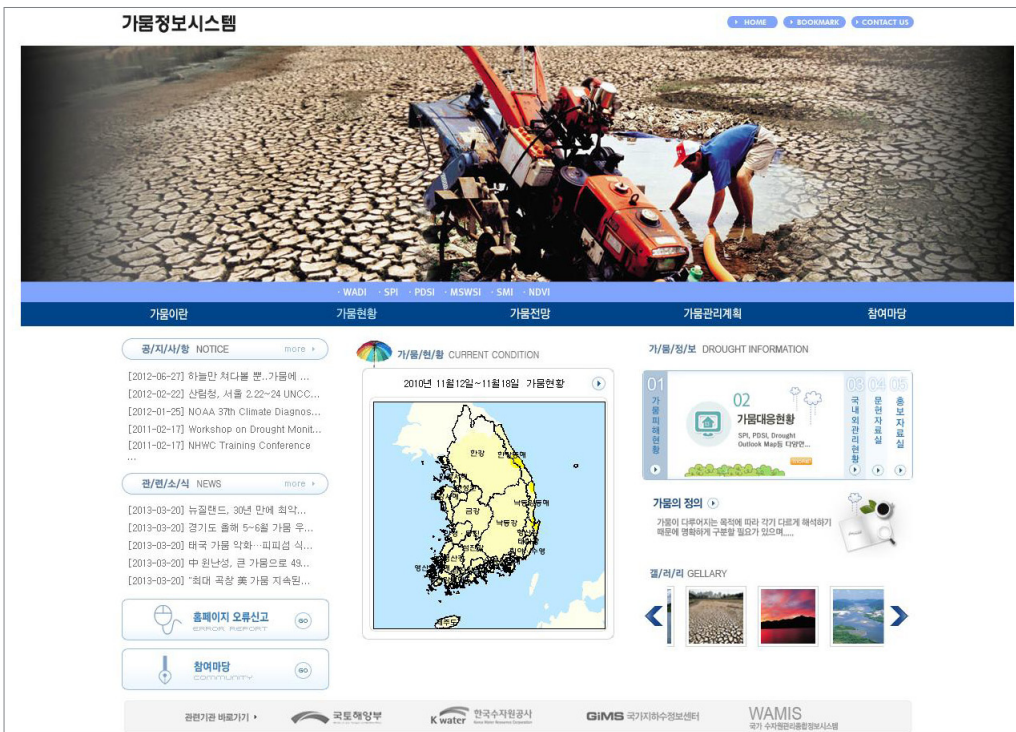 가뭄정보시스템
HOME BOOKMARK CONTACT US
· WADI · SPI · PDSI · MSWSI · SMI · NDVI
가뭄이란 가뭄현황 가뭄전망 가뭄관리계획 참여마당
공/지/사/항 NOTICE more
[2012-06-27] 하늘만 쳐다볼 뿐..가뭄에 ...
[2012-02-22] 산림청, 서울 2.22~24 UNCC...
[2012-01-25] NOAA 37th Climate Diagnos...
[2011-02-17] Workshop on Drought Monit...
[2011-02-17] NHWC Training Conference
...
관/련/소/식 NEWS more
[2013-03-20] 뉴질랜드, 30년 만에 최악...
[2013-03-20] 경기도 올해 5~6월 가뭄 우...
[2013-03-20] 태국 가뭄 악화…피피섬 식...
[2013-03-20] 中 윈난성, 큰 가뭄으로 49...
[2013-03-20] "최대 곡창 美 가뭄 지속된...
홈페이지 오류신고
ERROR REPORT
GO
참여마당
COMMUNITY
GO
가/뭄/현/황 CURRENT CONDITION
2010년 11월12일~11월18일 가뭄현황
한강
금강
낙동강
제주도
가/뭄/정/보 DROUGHT INFORMATION
01
가뭄피해현황
02
가뭄대응현황
SPI, PDSI, Drought
Outlook Map등 다양한...
03 04 05
국내외관리현황
문헌자료실
홍보자료실
가뭄의 정의
가뭄이 다루어지는 목적에 따라 각기 다르게 해석하기
때문에 명확하게 구분할 필요가 있으며.....
갤/러/리 GELLARY
관련기관 바로가기
국토해양부
K water 한국수자원공사
GiMS 국가지하수정보센터
WAMIS
국가 수자원관리종합정보시스템